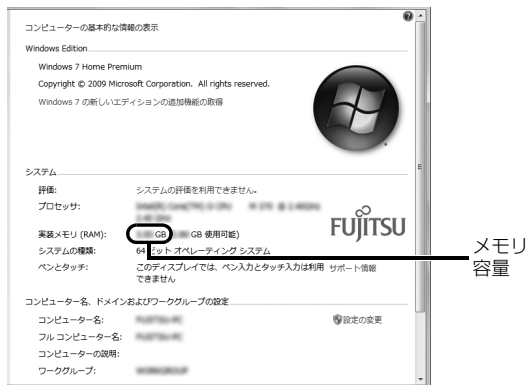 コンピューターの基本的な情報の表示
Windows Edition
Windows 7 Home Premium
Copyright © 2009 Microsoft Corporation. All rights reserved.
Windows 7 の新しいエディションの追加機能の取得
システム
評価: システムの評価を利用できません。
プロセッサ:
実装メモリ (RAM): GB GB 使用可能)
システムの種類: 64 ビット オペレーティング システム
ペンとタッチ: このディスプレイでは、ペン入力とタッチ入力は利用できません
FUJITSU
サポート情報
メモリ
容量
コンピューター名、ドメインおよびワークグループの設定
コンピューター名: 設定の変更
フル コンピューター名:
コンピューターの説明:
ワークグループ: